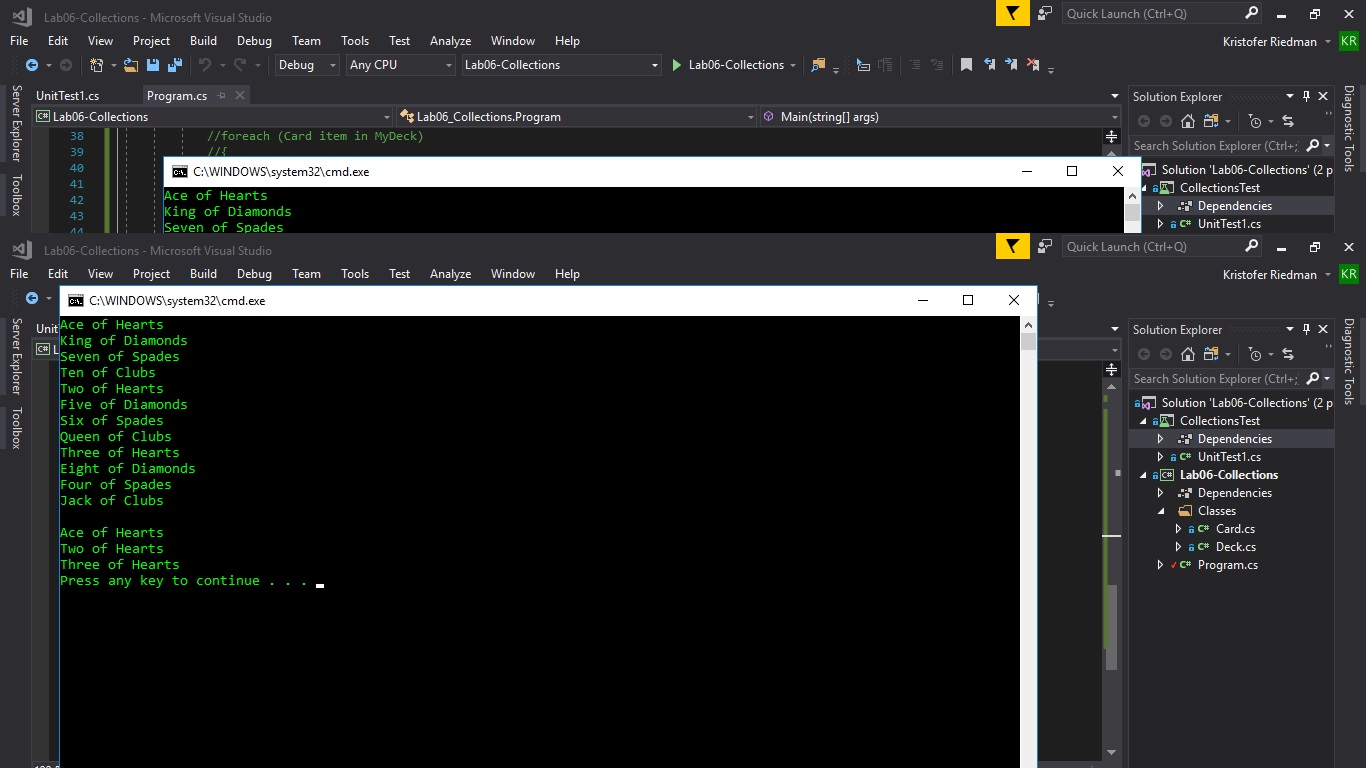 Lab06-Collections - Microsoft Visual Studio
Quick Launch (Ctrl+Q)
File Edit View Project Build Debug Team Tools Test Analyze Window Help
Kristofer Riedman KR
Debug Any CPU Lab06-Collections Lab06-Collections
Server Explorer
Toolbox
UnitTest1.cs Program.cs
Lab06-Collections Lab06_Collections.Program Main(string[] args)
38 //foreach (Card item in MyDeck)
39 //{
40
41
42
43
44
C:\WINDOWS\system32\cmd.exe
Ace of Hearts
King of Diamonds
Seven of Spades
Solution Explorer
Search Solution Explorer (Ctrl+;
Solution 'Lab06-Collections' (2 p
CollectionsTest
Dependencies
UnitTest1.cs
Diagnostic Tools
Lab06-Collections - Microsoft Visual Studio
Quick Launch (Ctrl+Q)
File Edit View Project Build Debug Team Tools Test Analyze Window Help
Kristofer Riedman KR
Server Explorer
Toolbox
Unit
C:\WINDOWS\system32\cmd.exe
Ace of Hearts
King of Diamonds
Seven of Spades
Ten of Clubs
Two of Hearts
Five of Diamonds
Six of Spades
Queen of Clubs
Three of Hearts
Eight of Diamonds
Four of Spades
Jack of Clubs
Ace of Hearts
Two of Hearts
Three of Hearts
Press any key to continue . . .
Solution Explorer
Search Solution Explorer (Ctrl+;
Solution 'Lab06-Collections' (2 p
CollectionsTest
Dependencies
UnitTest1.cs
Lab06-Collections
Dependencies
Classes
Card.cs
Deck.cs
Program.cs
Diagnostic Tools